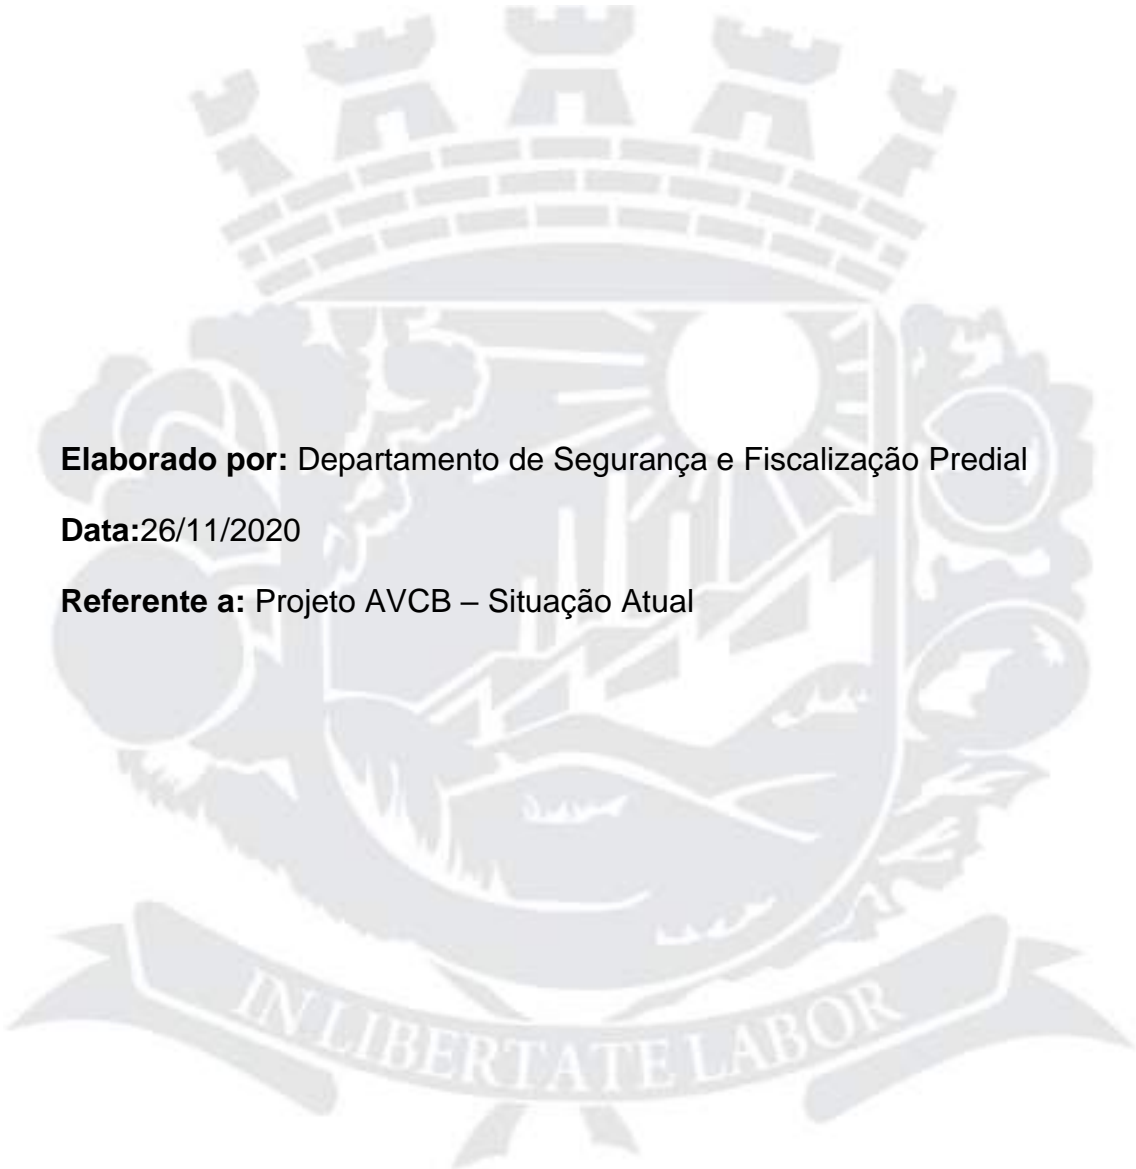 Elaborado por: Departamento de Segurança e Fiscalização Predial
Data:26/11/2020
Referente a: Projeto AVCB – Situação Atual
IN LIBERTATE LABOR